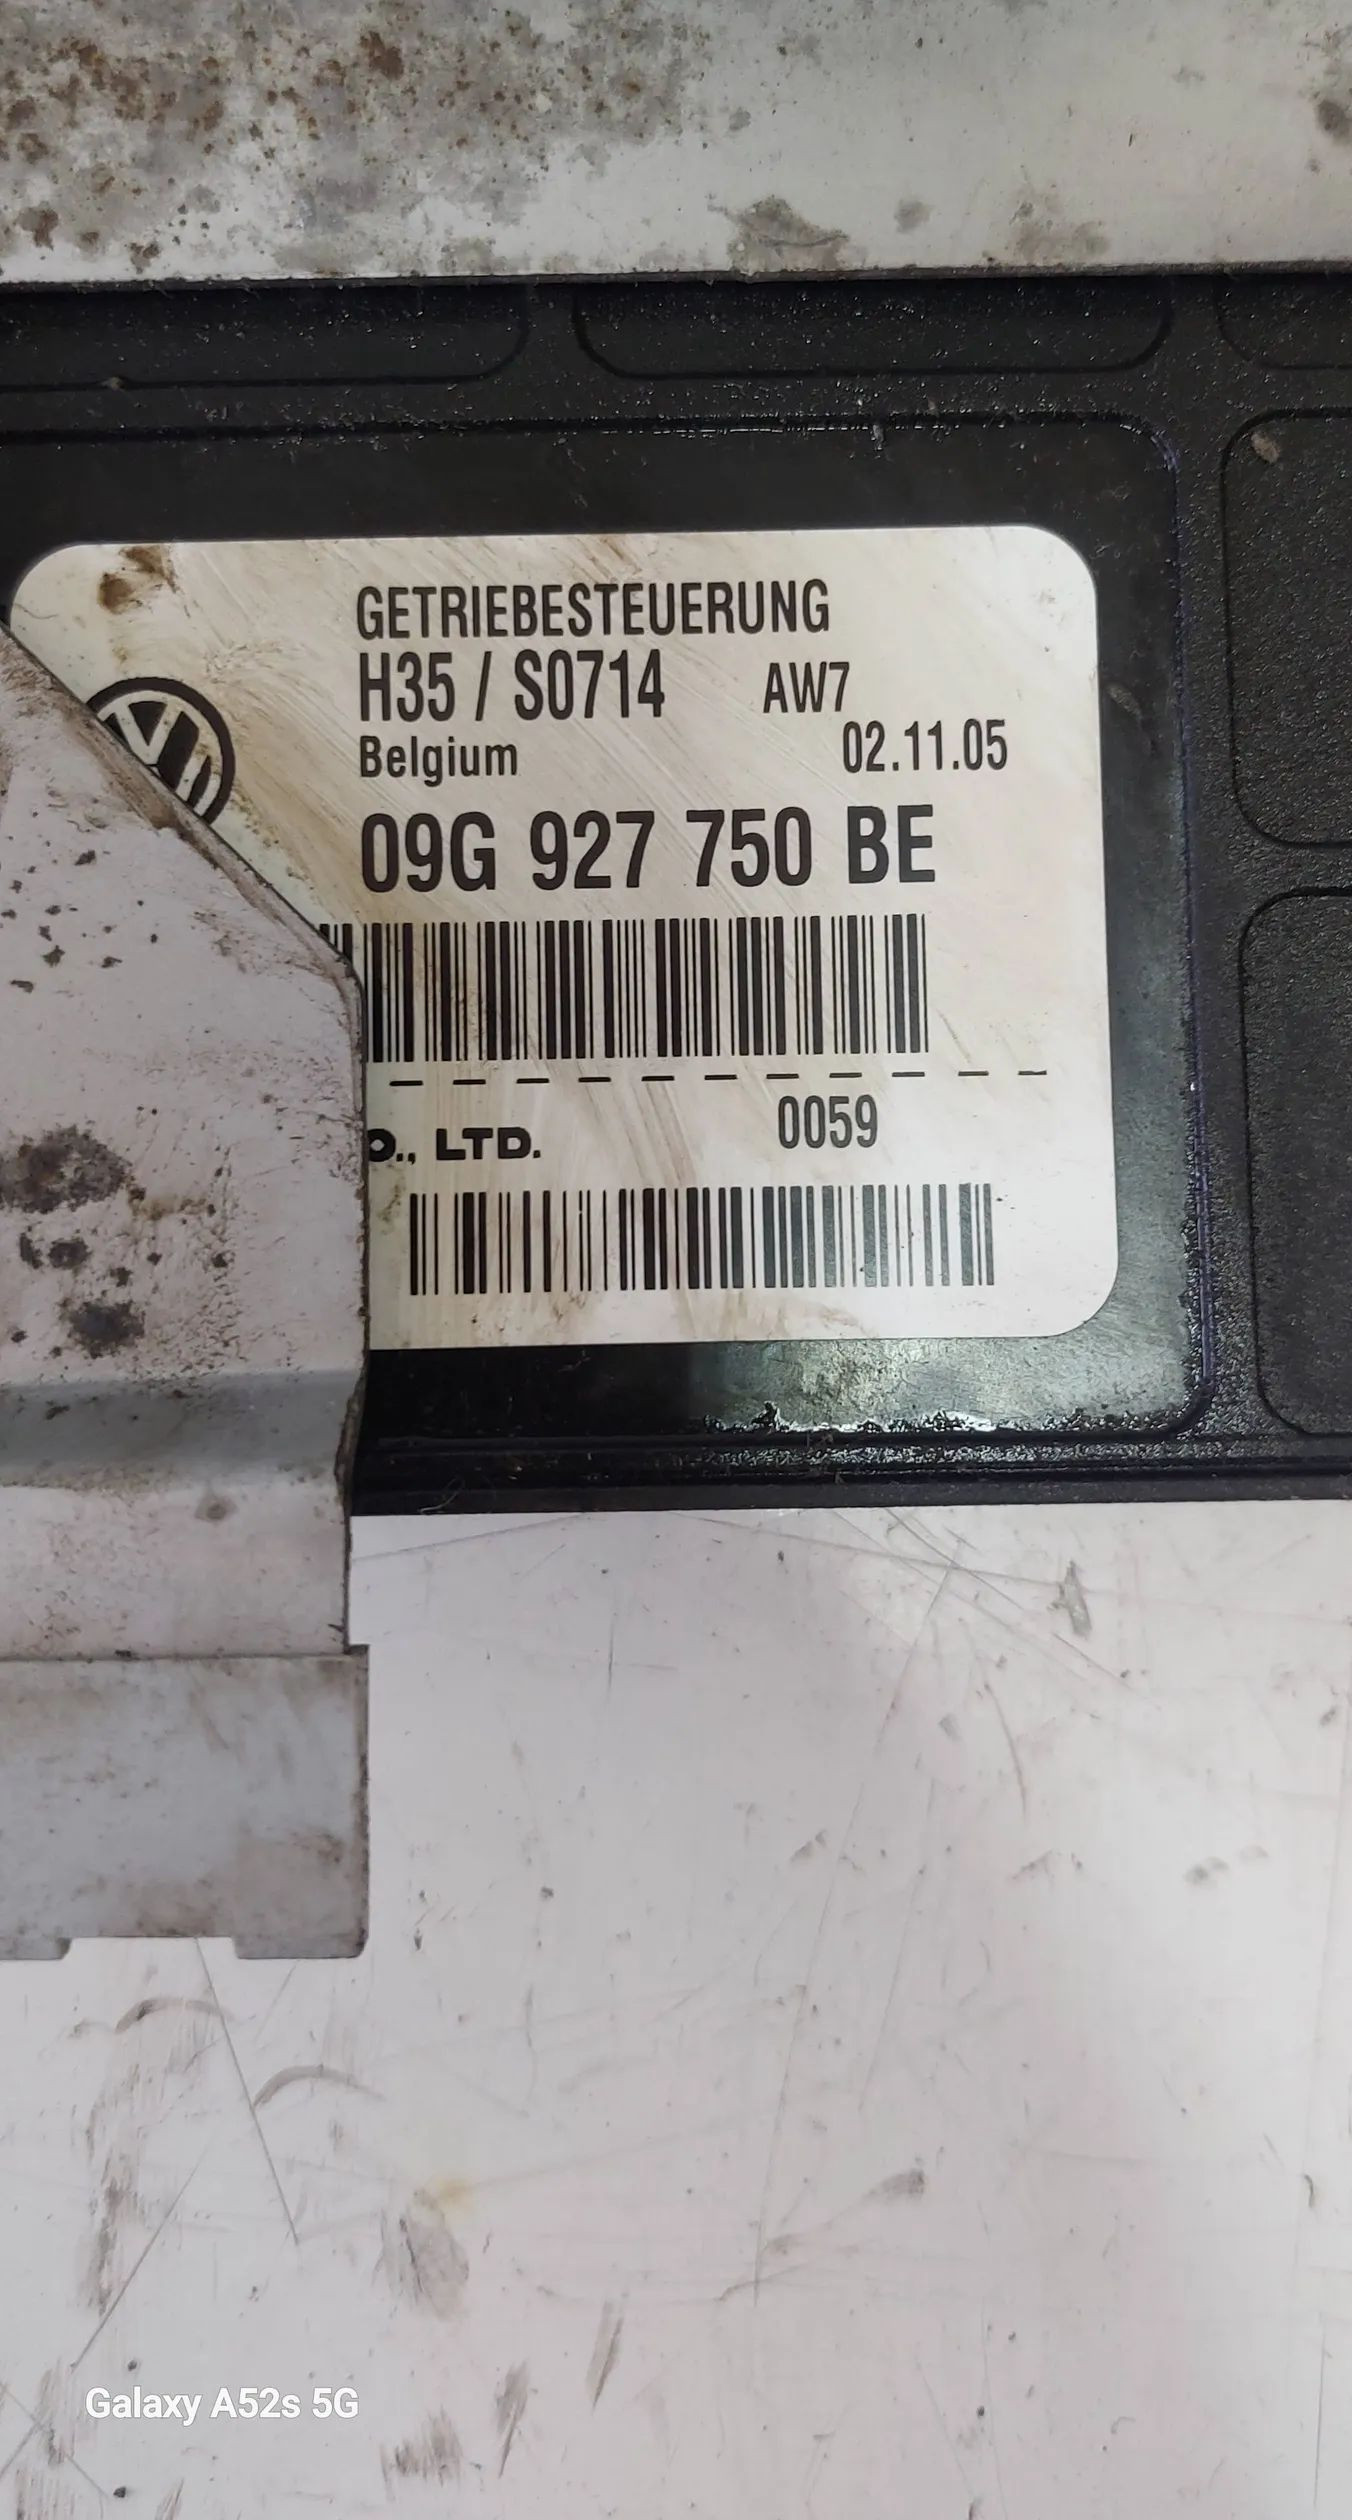 GETRIEBESTEUERUNG
H35 / S0714 AW7
Belgium 02.11.05
09G 927 750 BE
0059
O., LTD.
Galaxy A52s 5G